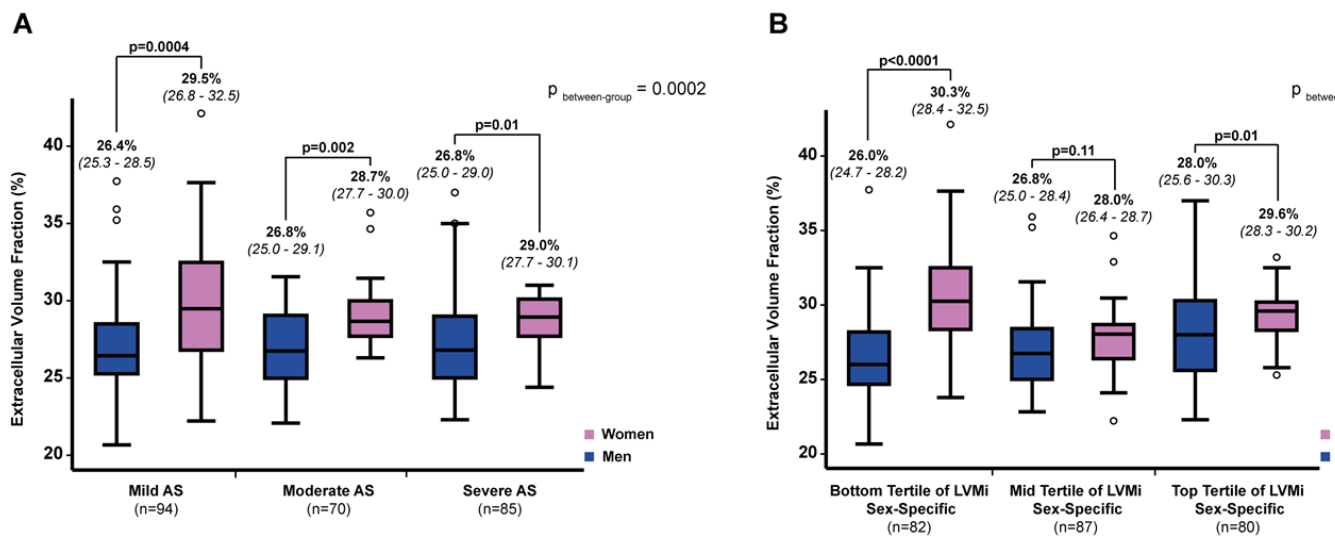 A
p=0.0004
29.5%
(26.8 - 32.5)
p between-group = 0.0002
26.4%
(25.3 - 28.5)
p=0.002
28.7%
(27.7 - 30.0)
26.8%
(25.0 - 29.1)
p=0.01
26.8%
(25.0 - 29.0)
29.0%
(27.7 - 30.1)
Extracellular Volume Fraction (%)
40
35
30
25
20
Women
Men
Mild AS
(n=94)
Moderate AS
(n=70)
Severe AS
(n=85)
B
p<0.0001
30.3%
(28.4 - 32.5)
p betwe
26.0%
(24.7 - 28.2)
p=0.11
26.8%
(25.0 - 28.4)
28.0%
(26.4 - 28.7)
p=0.01
28.0%
(25.6 - 30.3)
29.6%
(28.3 - 30.2)
Extracellular Volume Fraction (%)
40
35
30
25
20
Bottom Tertile of LVMi
Sex-Specific
(n=82)
Mid Tertile of LVMi
Sex-Specific
(n=87)
Top Tertile of LVMi
Sex-Specific
(n=80)